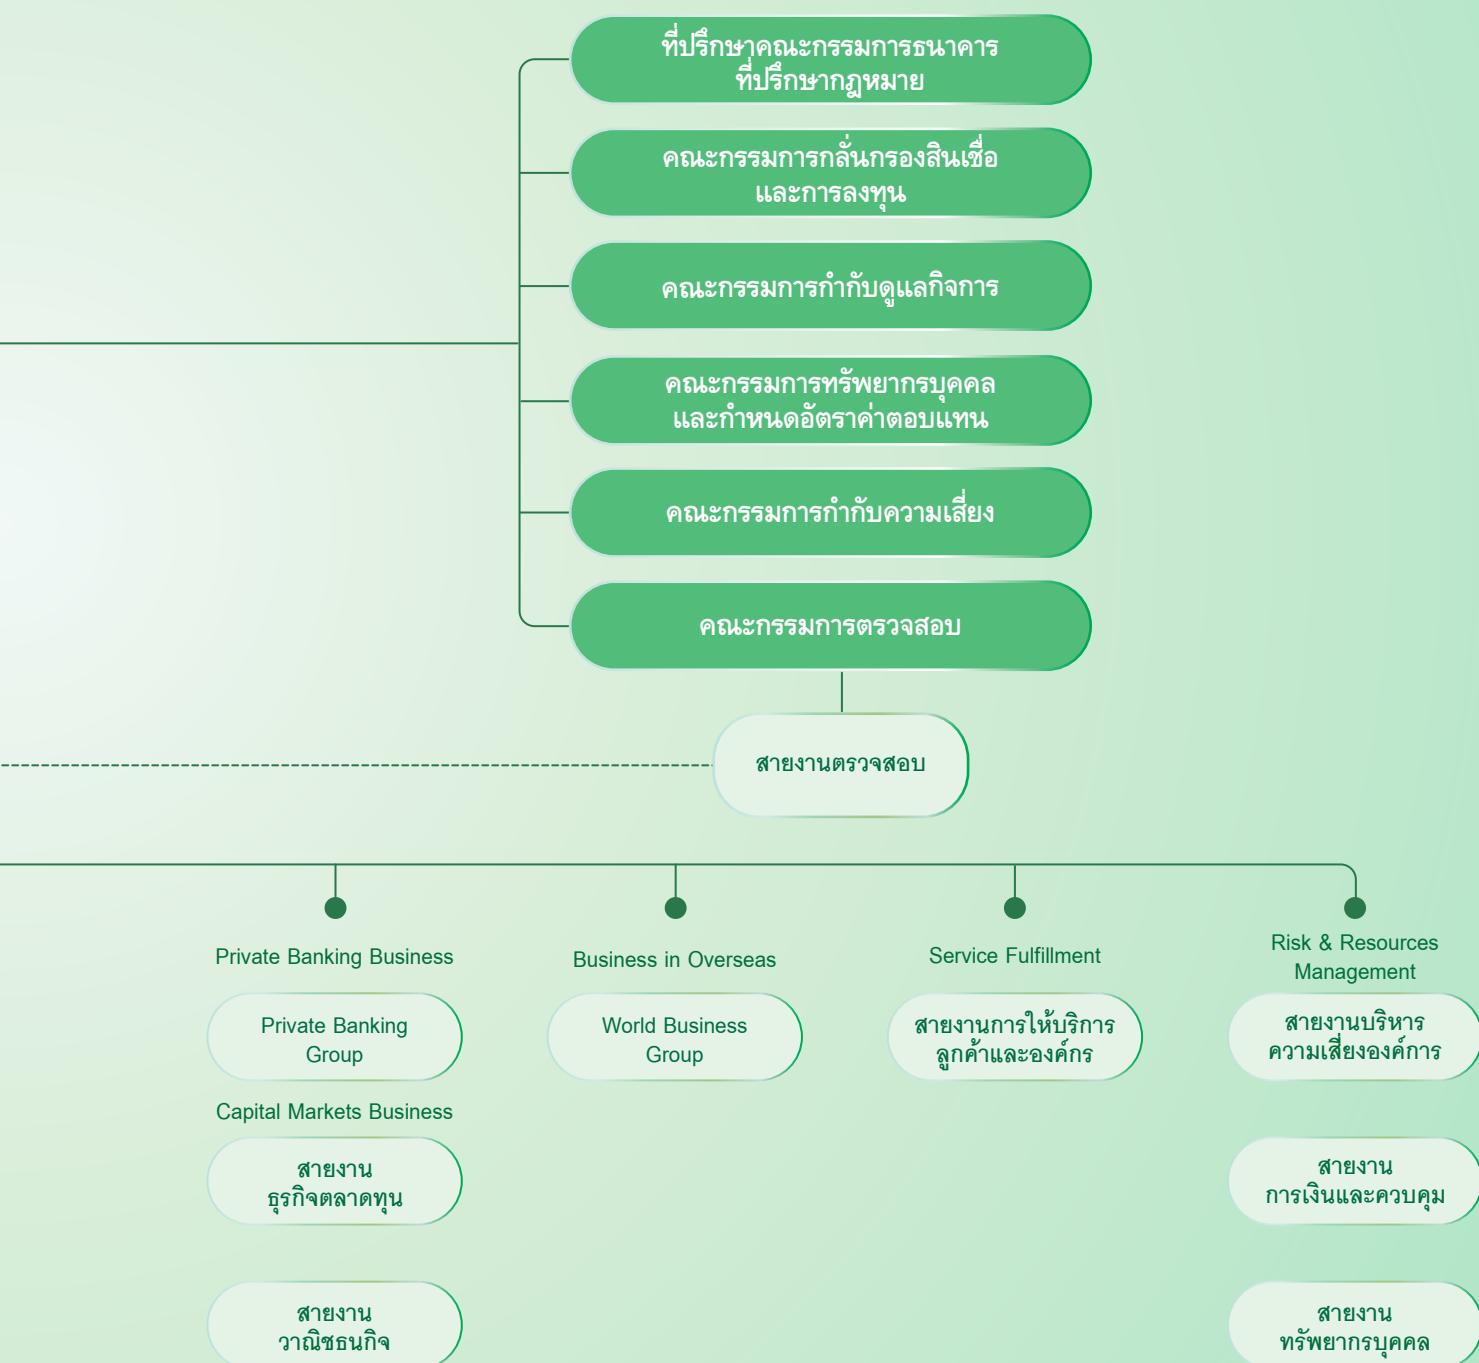 ที่ปรึกษาคณะกรรมการธนาคาร
ที่ปรึกษากฎหมาย
คณะกรรมการกลั่นกรองสินเชื่อ
และการลงทุน
คณะกรรมการกำกับดูแลกิจการ
คณะกรรมการทรัพยากรบุคคล
และกำหนดอัตราค่าตอบแทน
คณะกรรมการกำกับความเสี่ยง
คณะกรรมการตรวจสอบ
สายงานตรวจสอบ
Private Banking Business
Private Banking
Group
Capital Markets Business
สายงาน
ธุรกิจตลาดทุน
สายงาน
วาณิชธนกิจ
Business in Overseas
World Business
Group
Service Fulfillment
สายงานการให้บริการ
ลูกค้าและองค์กร
Risk & Resources
Management
สายงานบริหาร
ความเสี่ยงองค์การ
สายงาน
การเงินและควบคุม
สายงาน
ทรัพยากรบุคคล